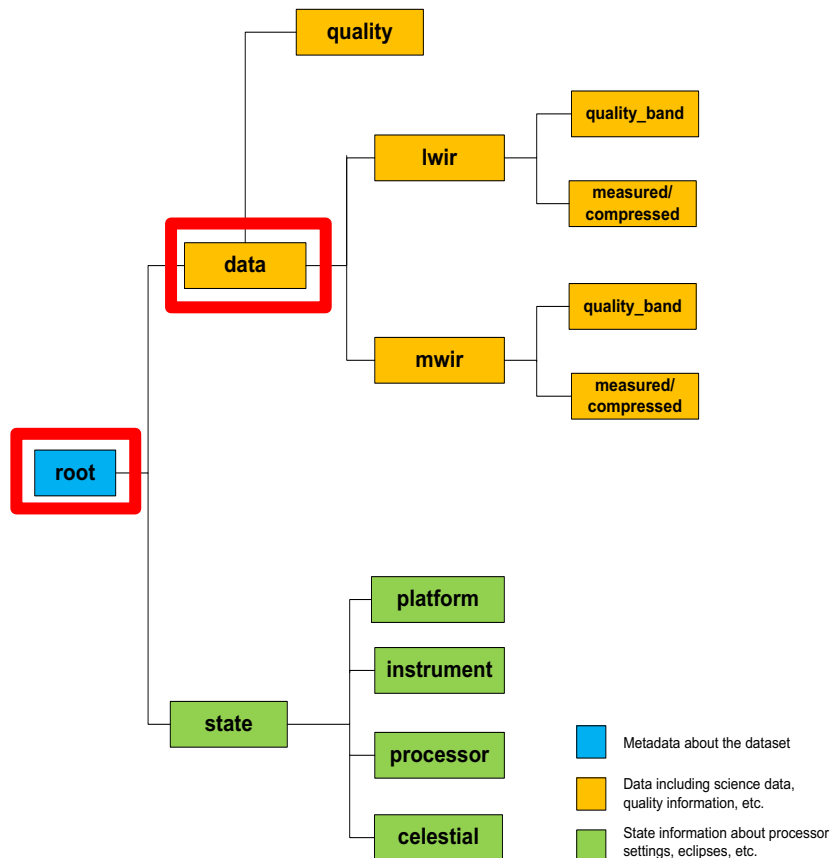 quality
quality_band
lwir
measured/
compressed
data
quality_band
mwir
measured/
compressed
root
platform
instrument
state
processor
celestial
Metadata about the dataset
Data including science data,
quality information, etc.
State information about processor
settings, eclipses, etc.